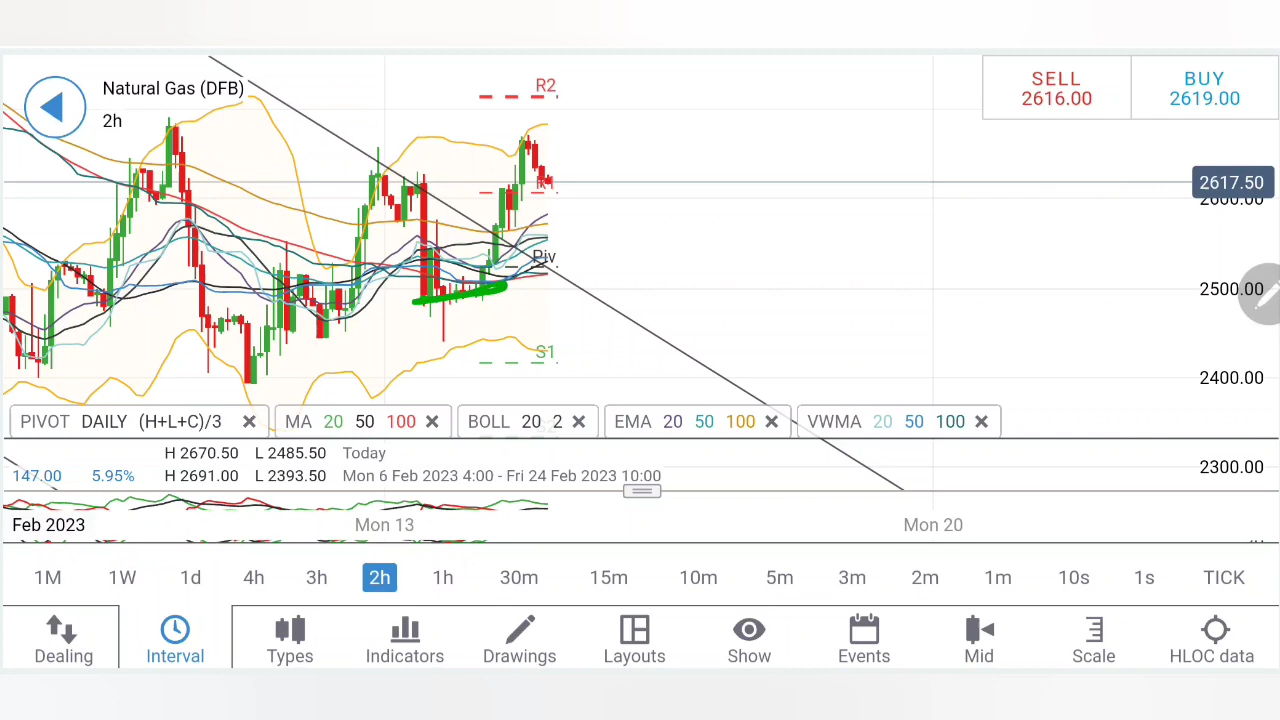 R2
Natural Gas (DFB)
2h
SELL
2616.00
BUY
2619.00
2617.50
2600.00
Piv
2500.00
S1
2400.00
PIVOT DAILY (H+L+C)/3
MA 20 50 100
BOLL 20 2
EMA 20 50 100
VWMA 20 50 100
H 2670.50 L 2485.50 Today
147.00 5.95% H 2691.00 L 2393.50 Mon 6 Feb 2023 4:00 - Fri 24 Feb 2023 10:00
2300.00
Feb 2023 Mon 13 Mon 20
1M 1W 1d 4h 3h 2h 1h 30m 15m 10m 5m 3m 2m 1m 10s 1s TICK
Dealing Interval Types Indicators Drawings Layouts Show Events Mid Scale HLOC data